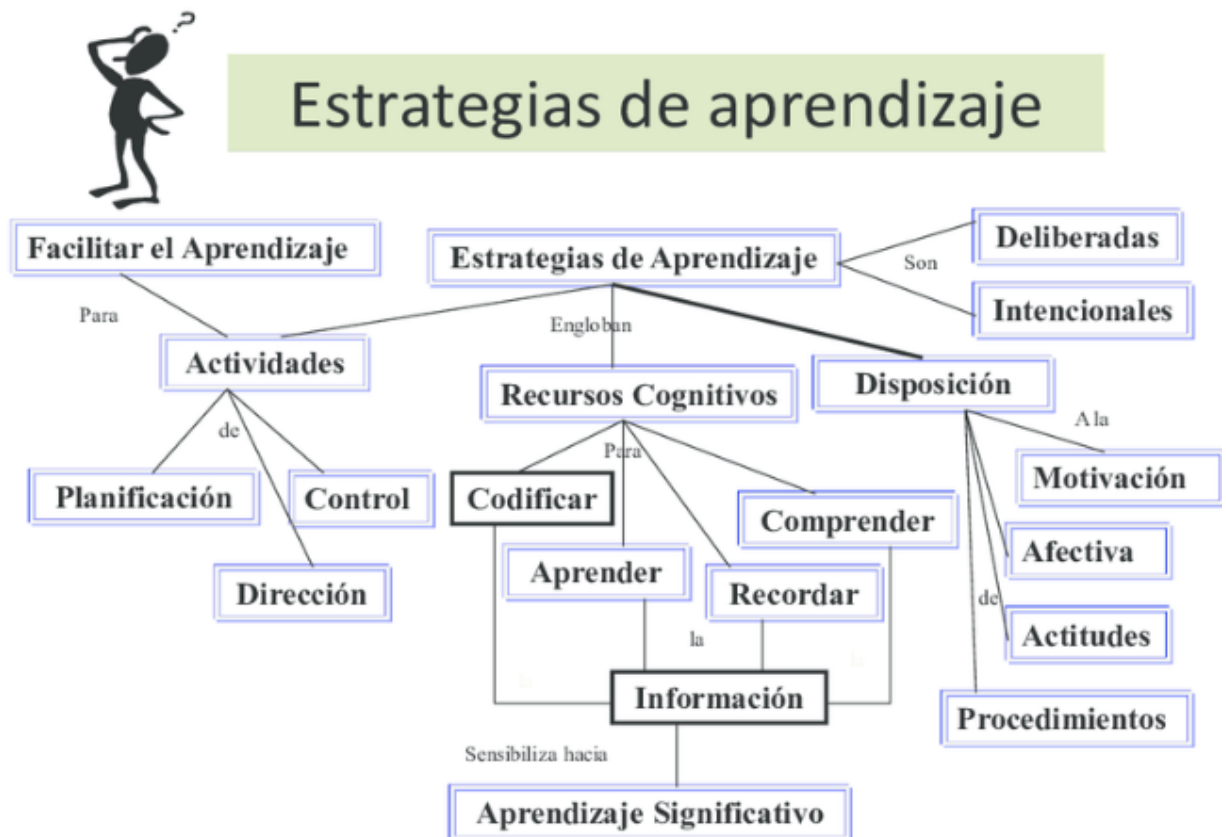 ?
Estrategias de aprendizaje
Facilitar el Aprendizaje
Estrategias de Aprendizaje
Deliberadas
Son
Intencionales
Para
Engloban
Actividades
Recursos Cognitivos
Disposición
de
Para
A la
Planificación
Control
Codificar
Comprender
Motivación
Aprender
Recordar
Afectiva
Dirección
de
Actitudes
la
Información
Procedimientos
Sensibiliza hacia
Aprendizaje Significativo